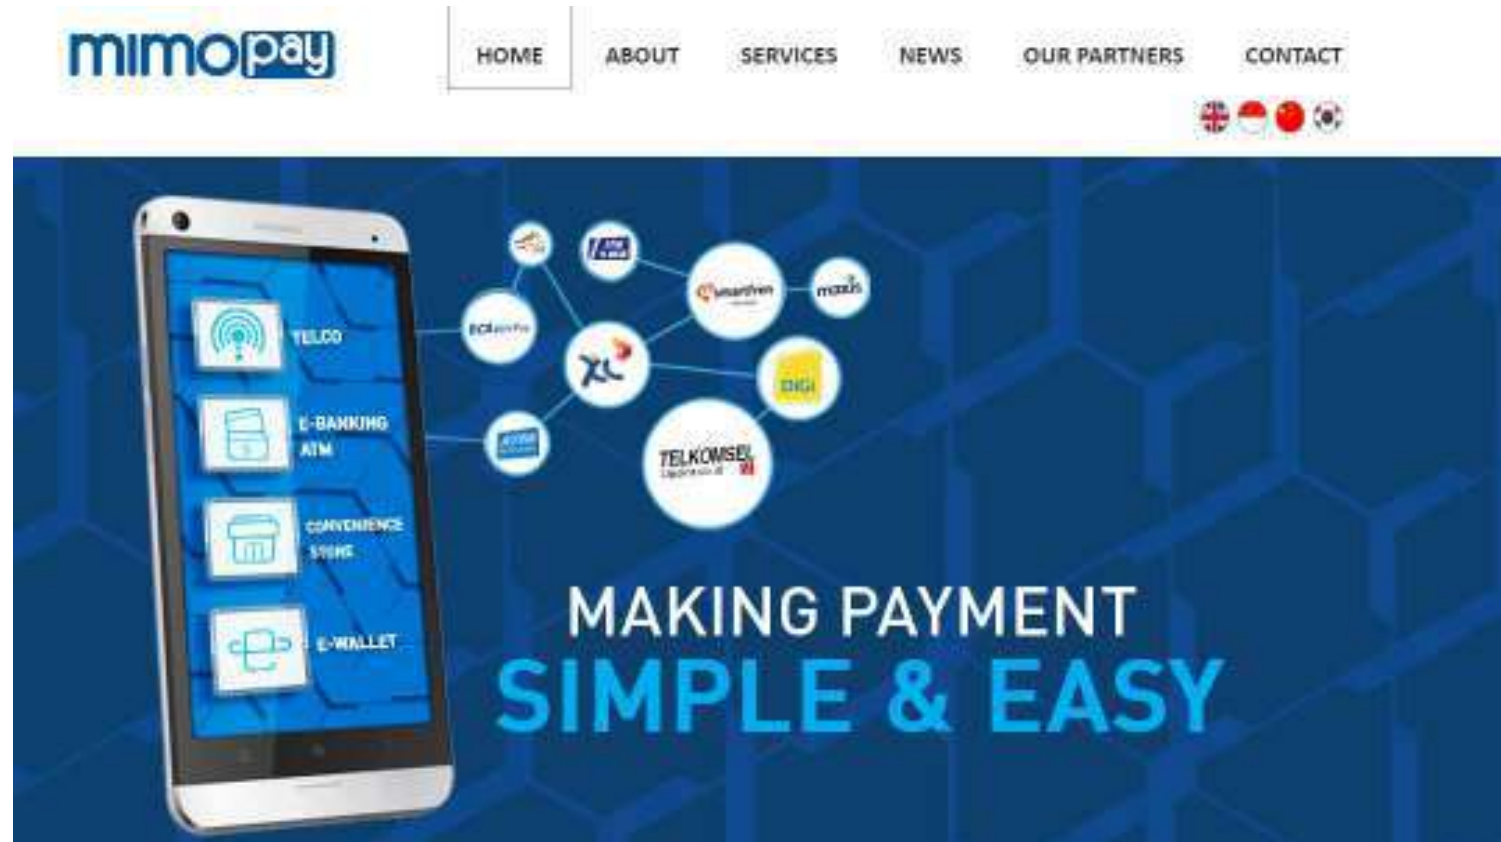 mimopay
HOME ABOUT SERVICES NEWS OUR PARTNERS CONTACT
smartfren
maxis
XL
DiGi
TELKOMSEL
TELCO
E-BANKING
ATM
CONVENIENCE
STORE
E-WALLET
MAKING PAYMENT
SIMPLE & EASY